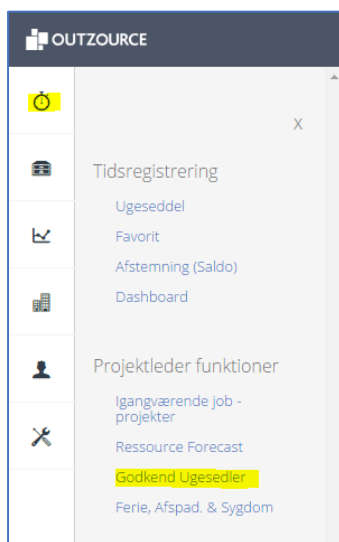 OUTZOURCE
X
Tidsregistrering
Ugeseddel
Favorit
Afstemning (Saldo)
Dashboard
Projektleder funktioner
Igangværende job -
projekter
Ressource Forecast
Godkend Ugesedler
Ferie, Afspad. & Sygdom